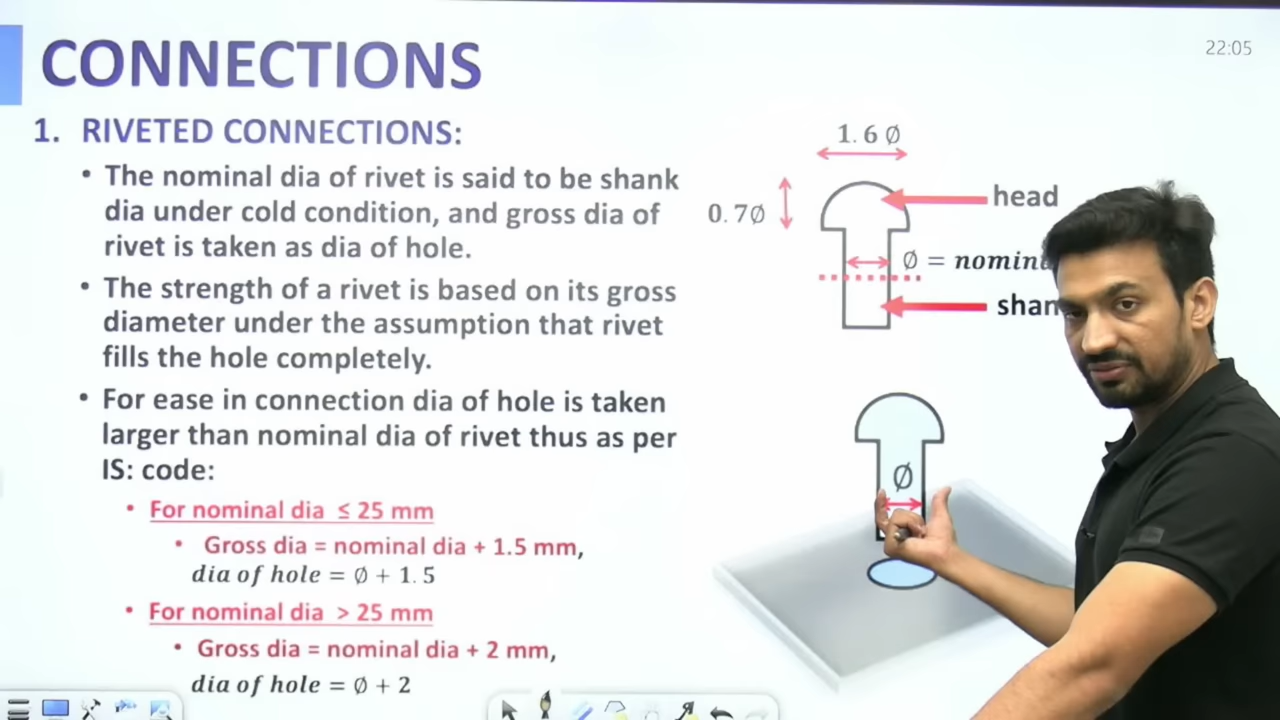 CONNECTIONS
22:05
1. RIVETED CONNECTIONS:
• The nominal dia of rivet is said to be shank
dia under cold condition, and gross dia of
rivet is taken as dia of hole.
• The strength of a rivet is based on its gross
diameter under the assumption that rivet
fills the hole completely.
• For ease in connection dia of hole is taken
larger than nominal dia of rivet thus as per
IS: code:
• For nominal dia ≤ 25 mm
• Gross dia = nominal dia + 1.5 mm,
dia of hole = ∅ + 1.5
• For nominal dia > 25 mm
• Gross dia = nominal dia + 2 mm,
dia of hole = ∅ + 2
1.6 ∅
0.7∅
head
∅ =
∅